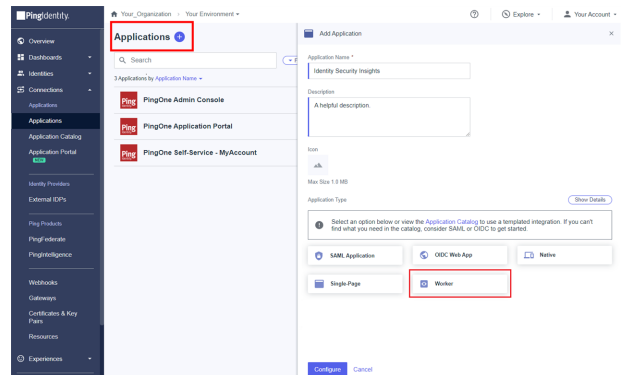 PingIdentity.
Your_Organization › Your Environment
Explore
Your Account
Overview
Dashboards
Identities
Connections
Applications
Applications
Application Catalog
Application Portal
NEW
Identity Providers
External IDPs
Ping Products
PingFederate
PingIntelligence
Webhooks
Gateways
Certificates & Key
Pairs
Resources
Experiences
Applications
Search
3 Applications by Application Name
Ping
PingOne Admin Console
Ping
PingOne Application Portal
Ping
PingOne Self-Service - MyAccount
Add Application
Application Name *
Identity Security Insights
Description
A helpful description.
Icon
Max Size 1.0 MB
Application Type
Show Details
Select an option below or view the Application Catalog to use a templated integration. If you can't
find what you need in the catalog, consider SAML or OIDC to get started.
SAML Application
OIDC Web App
Native
Single-Page
Worker
Configure
Cancel